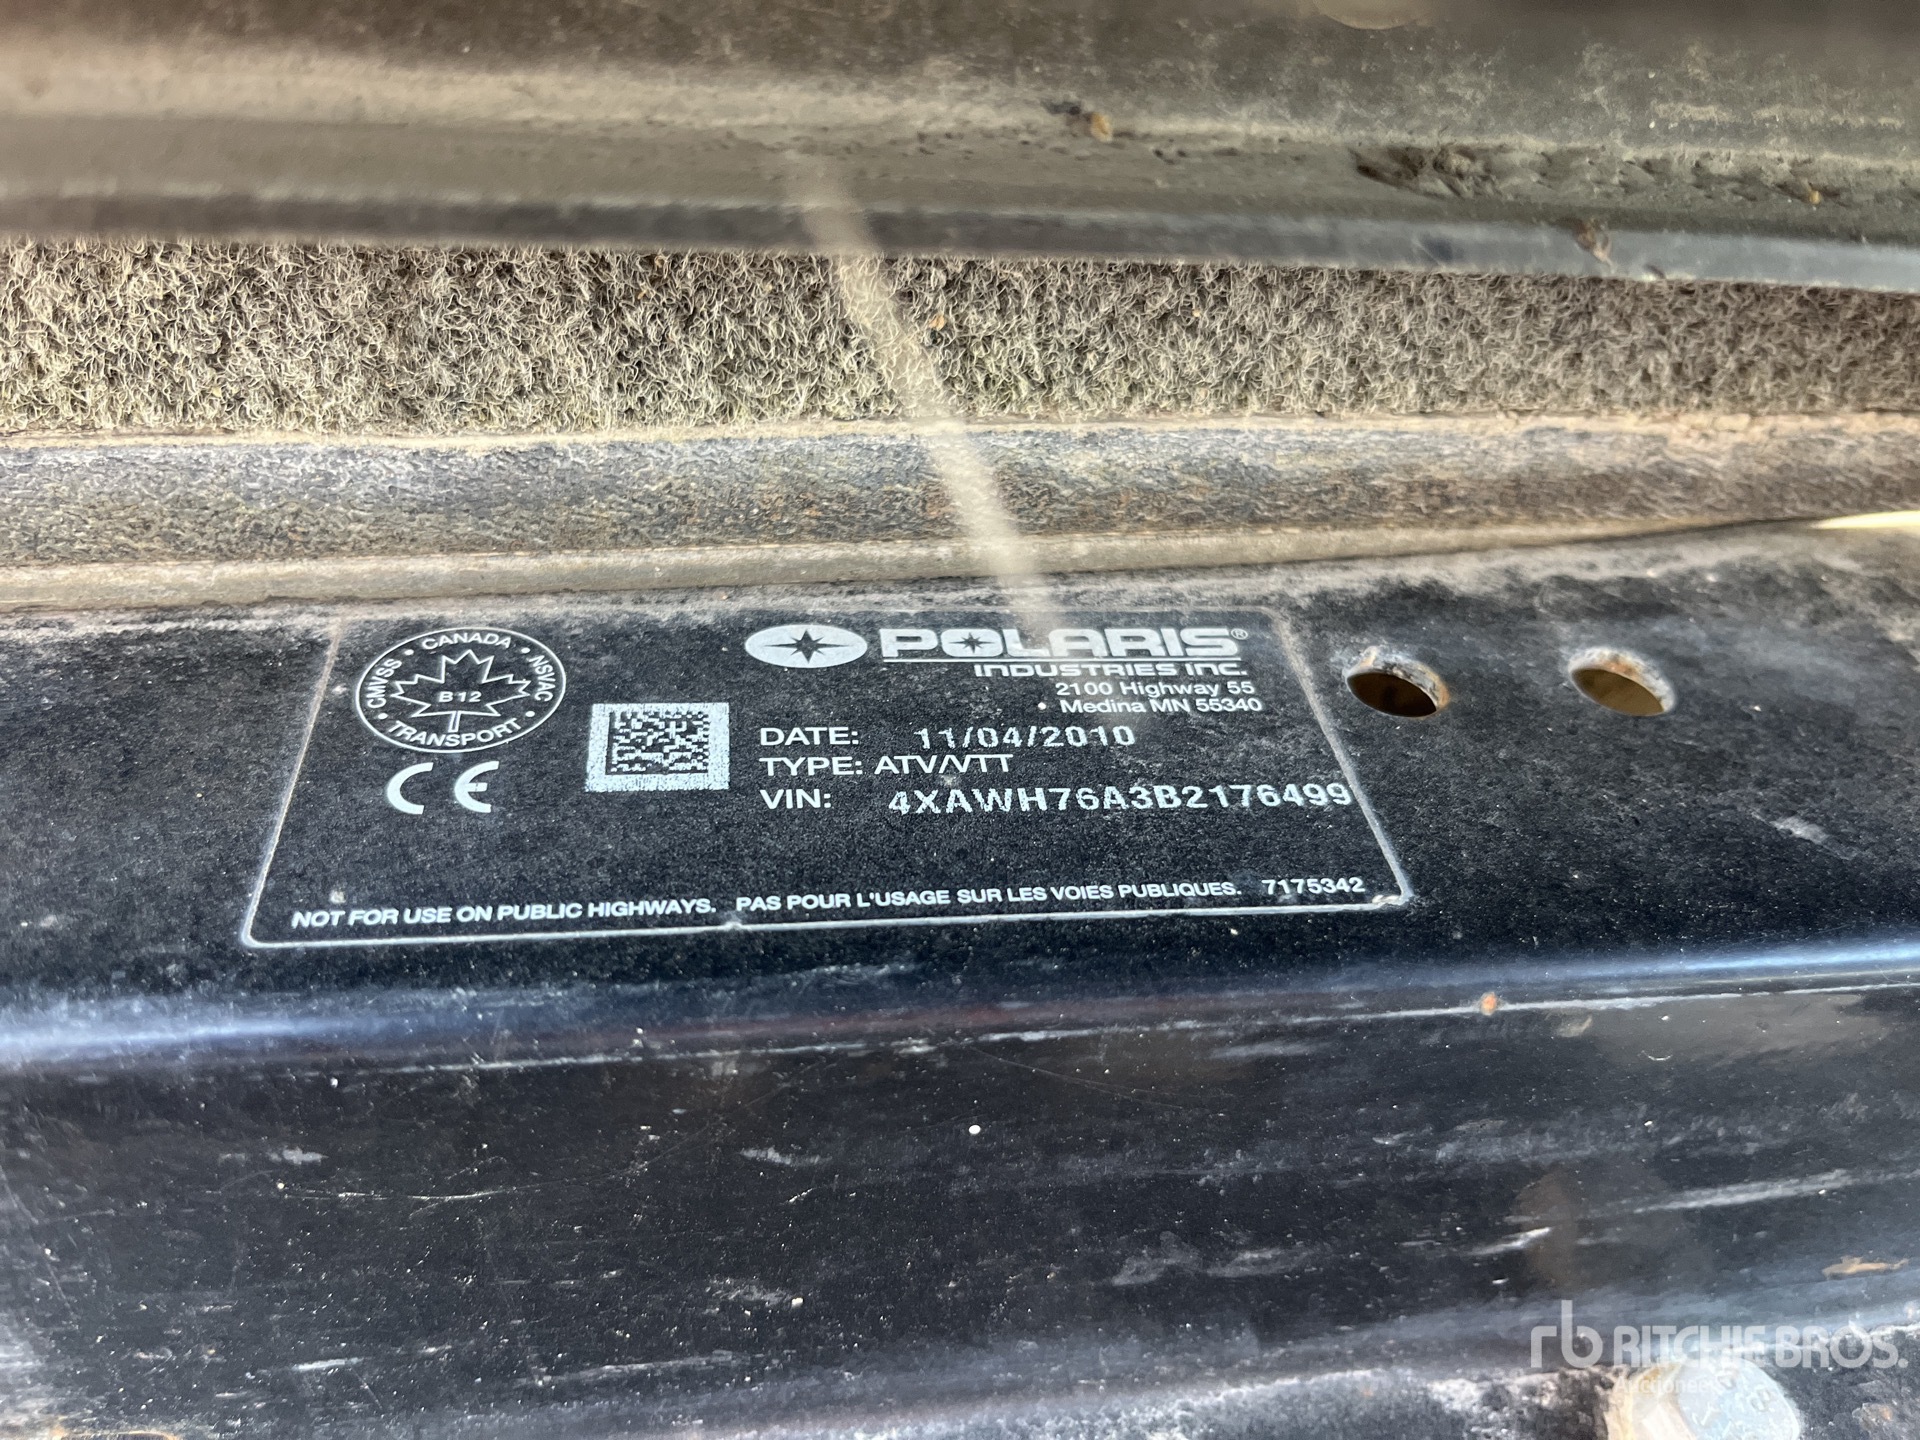 CANADA · NSVAC · TRANSPORT · CMVSS ·
B12
CE
POLARIS®
INDUSTRIES INC.
2100 Highway 55
Medina MN 55340
DATE: 11/04/2010
TYPE: ATV/VTT
VIN: 4XAWH76A3B2176499
NOT FOR USE ON PUBLIC HIGHWAYS. PAS POUR L'USAGE SUR LES VOIES PUBLIQUES. 7175342
rb RITCHIE BROS.
Auctioneers